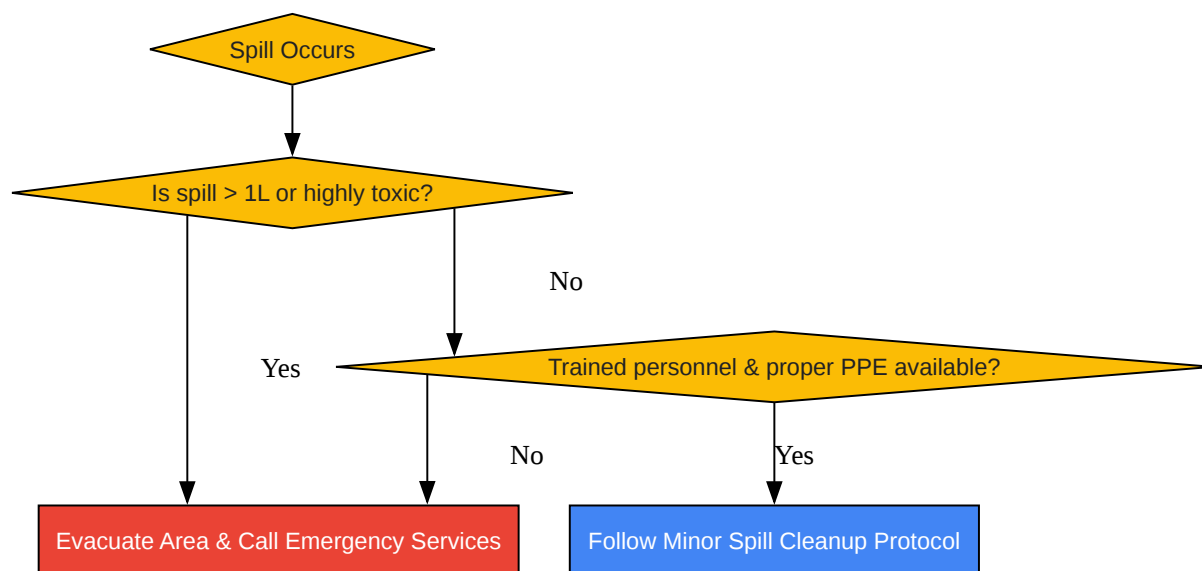 Spill Occurs
Is spill > 1L or highly toxic?
No
Yes
Trained personnel & proper PPE available?
No
Yes
Evacuate Area & Call Emergency Services
Follow Minor Spill Cleanup Protocol